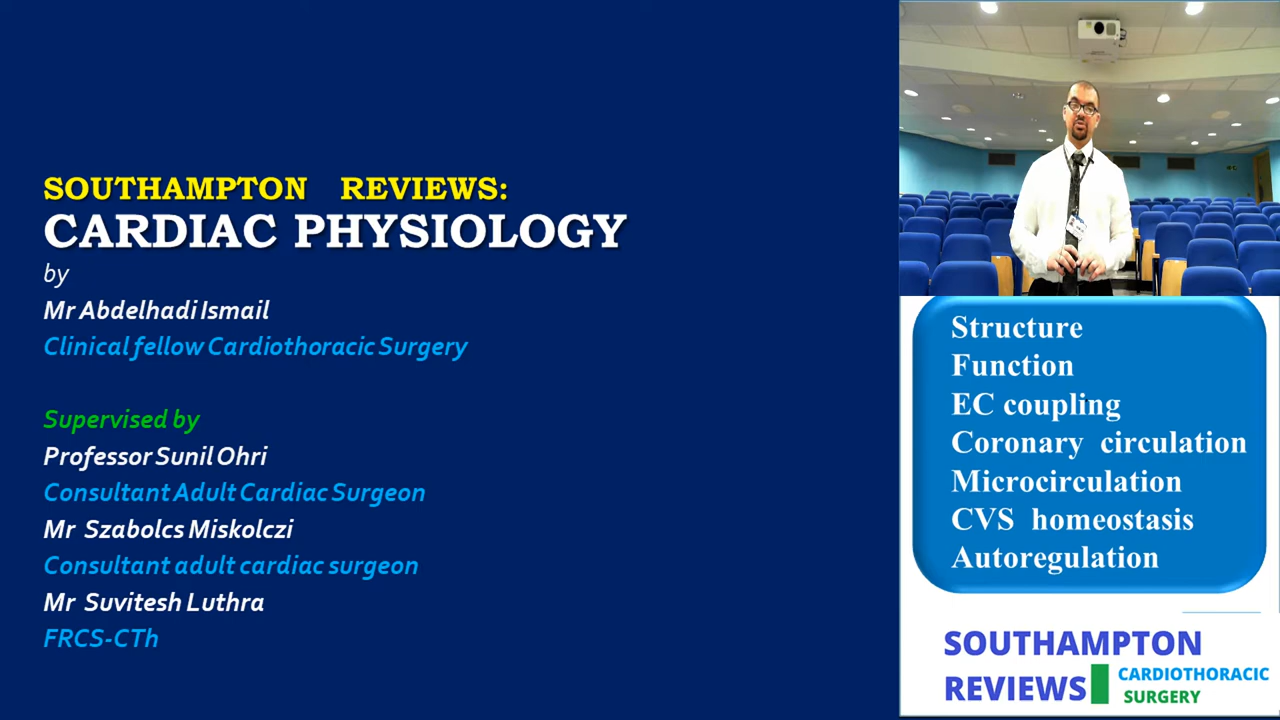 SOUTHAMPTON REVIEWS:
CARDIAC PHYSIOLOGY
by
Mr Abdelhadi Ismail
Clinical fellow Cardiothoracic Surgery
Supervised by
Professor Sunil Ohri
Consultant Adult Cardiac Surgeon
Mr Szabolcs Miskolczi
Consultant adult cardiac surgeon
Mr Suvitesh Luthra
FRCS-CTh
Structure
Function
EC coupling
Coronary circulation
Microcirculation
CVS homeostasis
Autoregulation
SOUTHAMPTON
REVIEWS
CARDIOTHORACIC
SURGERY